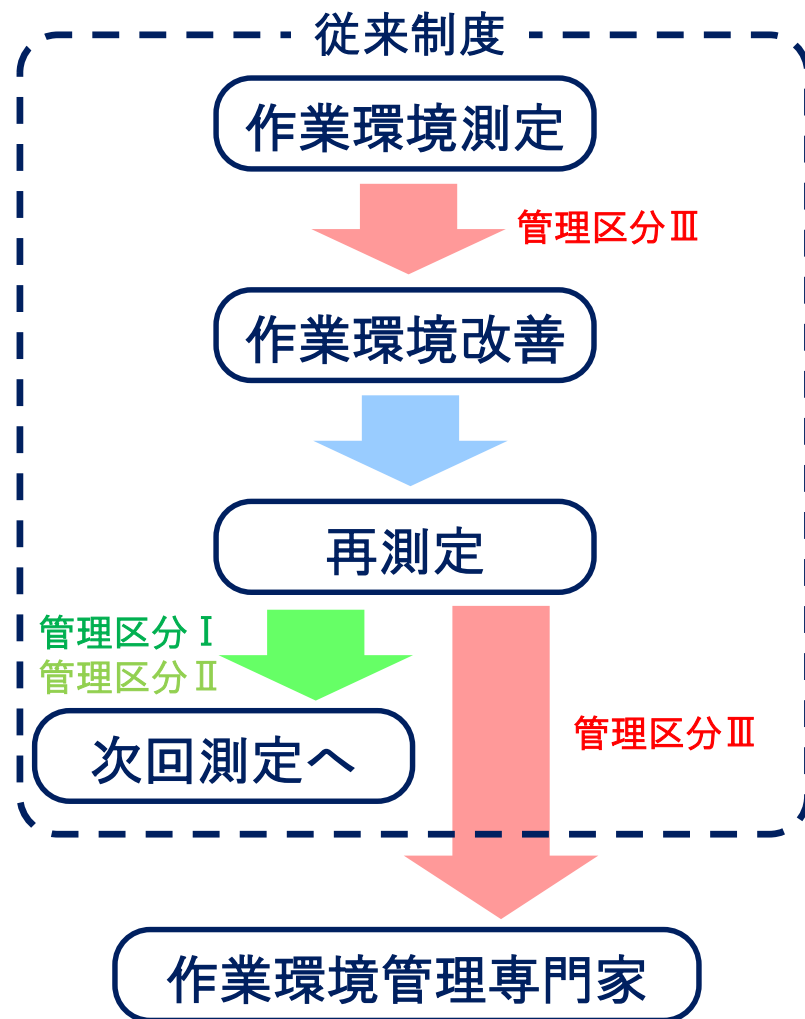 従来制度
作業環境測定
管理区分Ⅲ
作業環境改善
再測定
管理区分Ⅰ
管理区分Ⅱ
管理区分Ⅲ
次回測定へ
作業環境管理専門家